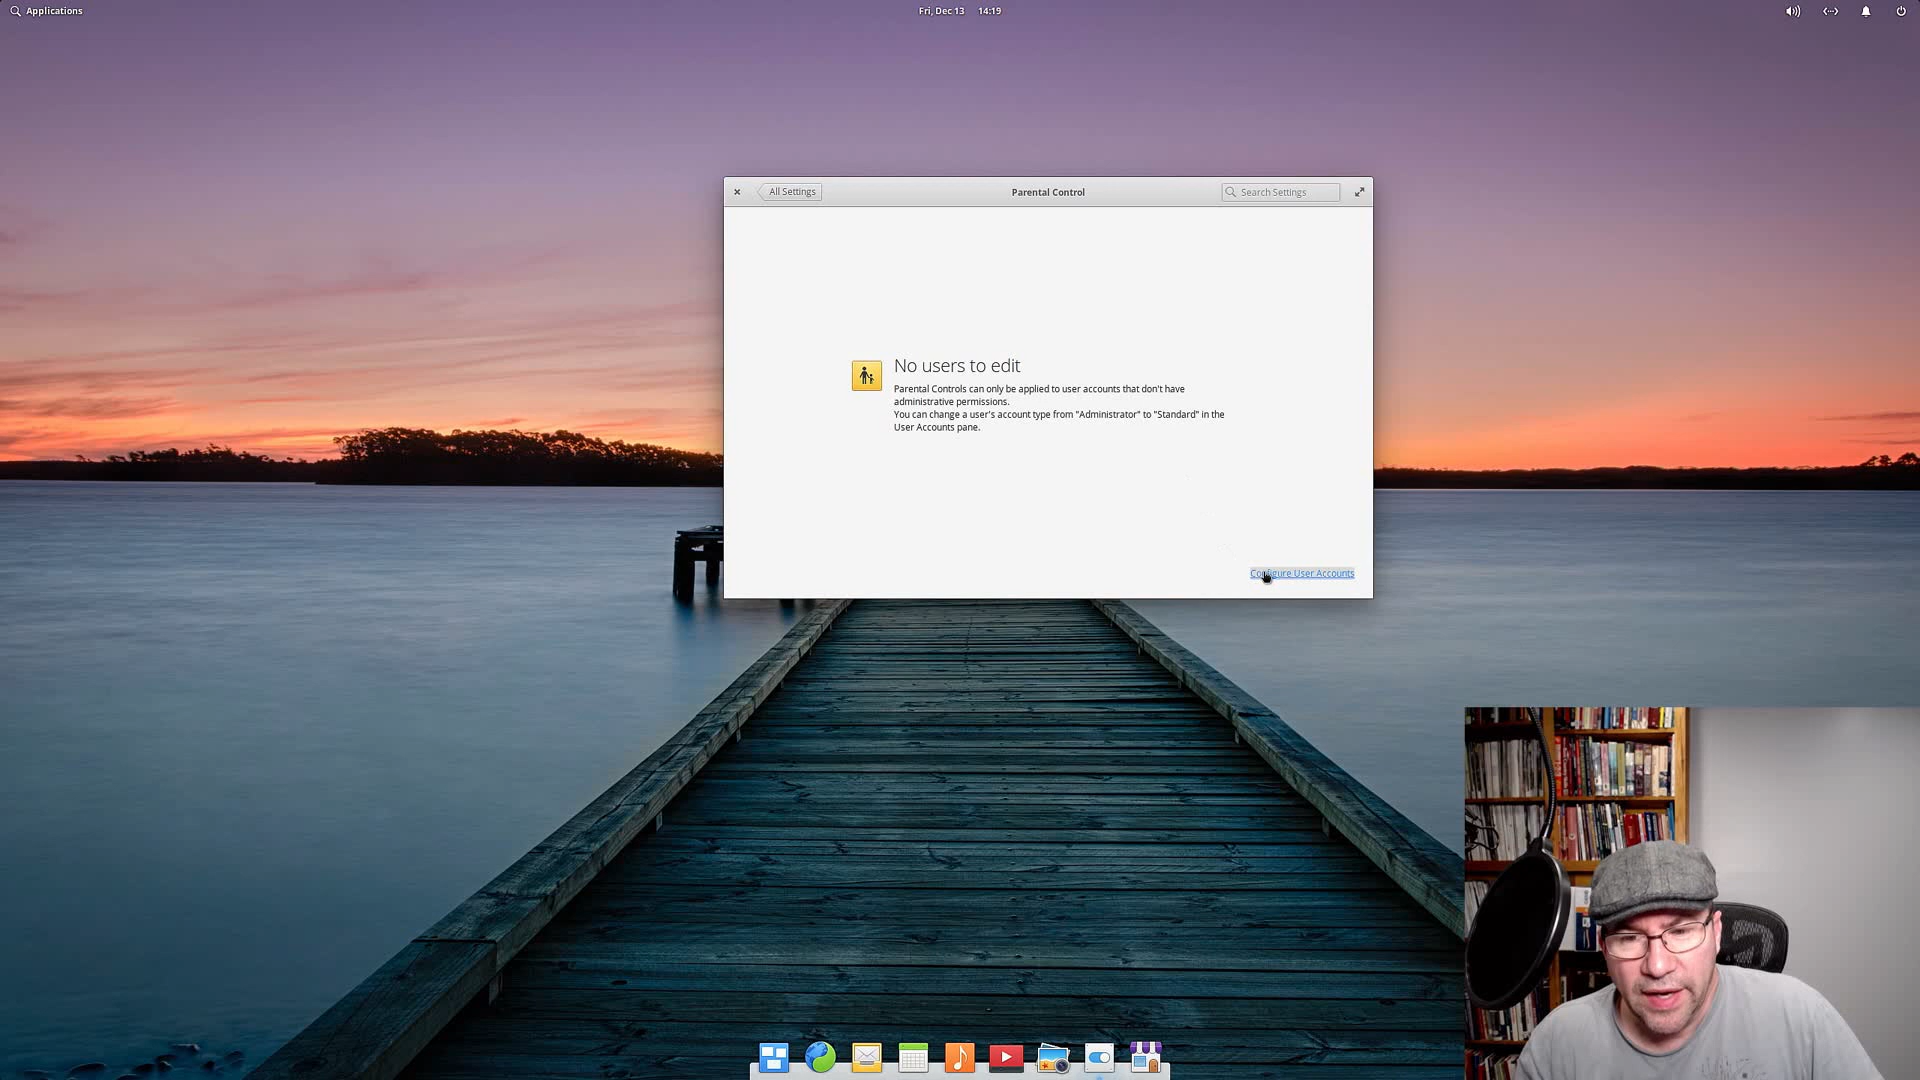 Applications
Fri, Dec 13 14:19
All Settings
Parental Control
Search Settings
No users to edit
Parental Controls can only be applied to user accounts that don't have
administrative permissions.
You can change a user's account type from "Administrator" to "Standard" in the
User Accounts pane.
Configure User Accounts